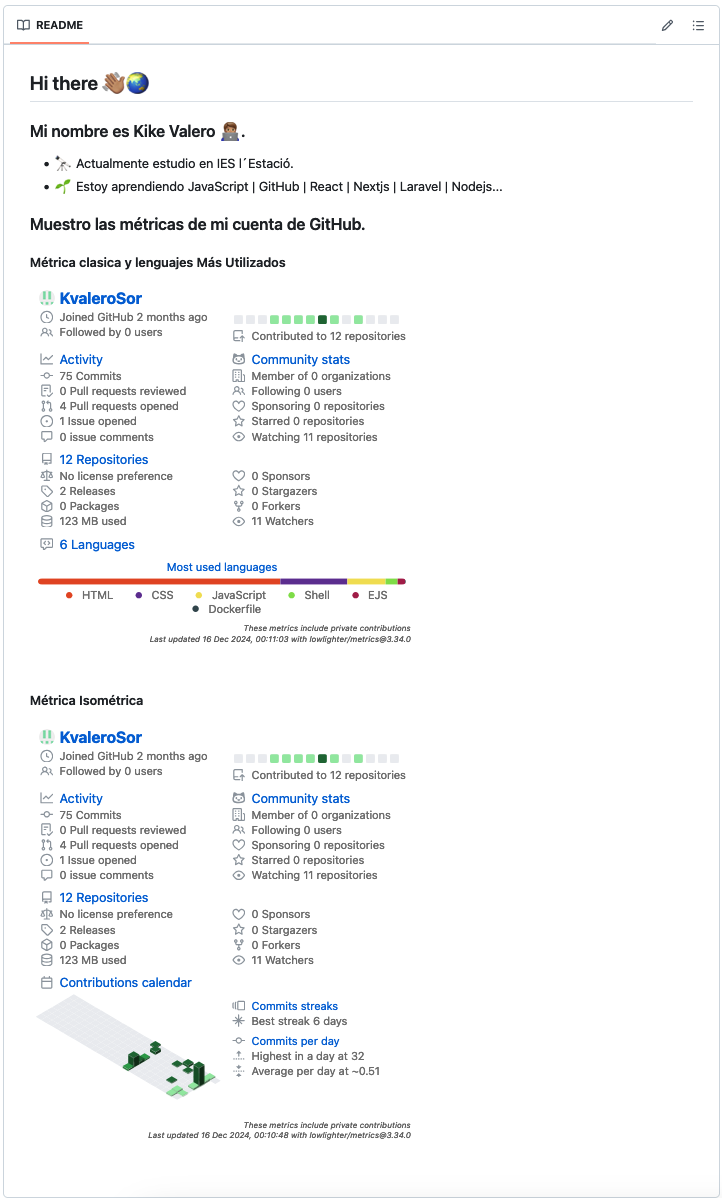 README
Hi there 👋🏽🌏
Mi nombre es Kike Valero 👨🏽‍💻.
• 🔭 Actualmente estudio en IES l´Estació.
• 🌱 Estoy aprendiendo JavaScript | GitHub | React | Nextjs | Laravel | Nodejs...
Muestro las métricas de mi cuenta de GitHub.
Métrica clasica y lenguajes Más Utilizados
KvaleroSor
Joined GitHub 2 months ago
Followed by 0 users
Contributed to 12 repositories
Activity
75 Commits
0 Pull requests reviewed
4 Pull requests opened
1 Issue opened
0 issue comments
Community stats
Member of 0 organizations
Following 0 users
Sponsoring 0 repositories
Starred 0 repositories
Watching 11 repositories
12 Repositories
No license preference
2 Releases
0 Packages
123 MB used
0 Sponsors
0 Stargazers
0 Forkers
11 Watchers
6 Languages
Most used languages
HTML CSS JavaScript Shell EJS
Dockerfile
These metrics include private contributions
Last updated 16 Dec 2024, 00:11:03 with lowlighter/metrics@3.34.0
Métrica Isométrica
KvaleroSor
Joined GitHub 2 months ago
Followed by 0 users
Contributed to 12 repositories
Activity
75 Commits
0 Pull requests reviewed
4 Pull requests opened
1 Issue opened
0 issue comments
Community stats
Member of 0 organizations
Following 0 users
Sponsoring 0 repositories
Starred 0 repositories
Watching 11 repositories
12 Repositories
No license preference
2 Releases
0 Packages
123 MB used
0 Sponsors
0 Stargazers
0 Forkers
11 Watchers
Contributions calendar
Commits streaks
Best streak 6 days
Commits per day
Highest in a day at 32
Average per day at ~0.51
These metrics include private contributions
Last updated 16 Dec 2024, 00:10:48 with lowlighter/metrics@3.34.0